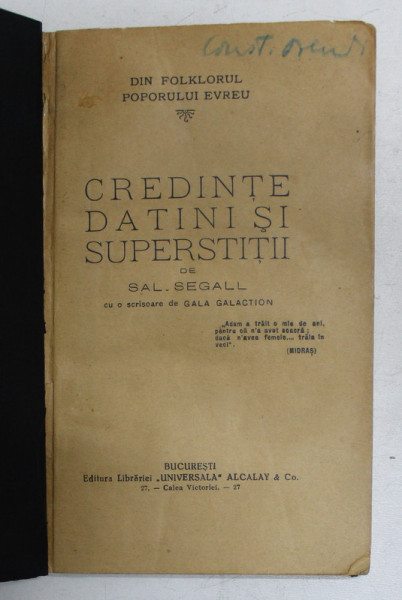 Const.
DIN FOLKLORUL
POPORULUI EVREU
CREDINȚE
DATINI ȘI
SUPERSTIȚII
DE
SAL. SEGALL
cu o scrisoare de GALA GALACTION
„Adam a trăit o mie de ani,
pentru că n'a avut soacră;
dacă n'avea femeie... trăia în
veci".
(MIDRAȘ)
BUCUREȘTI
Editura Librăriei „UNIVERSALA" ALCALAY & Co.
27, — Calea Victoriei, — 27